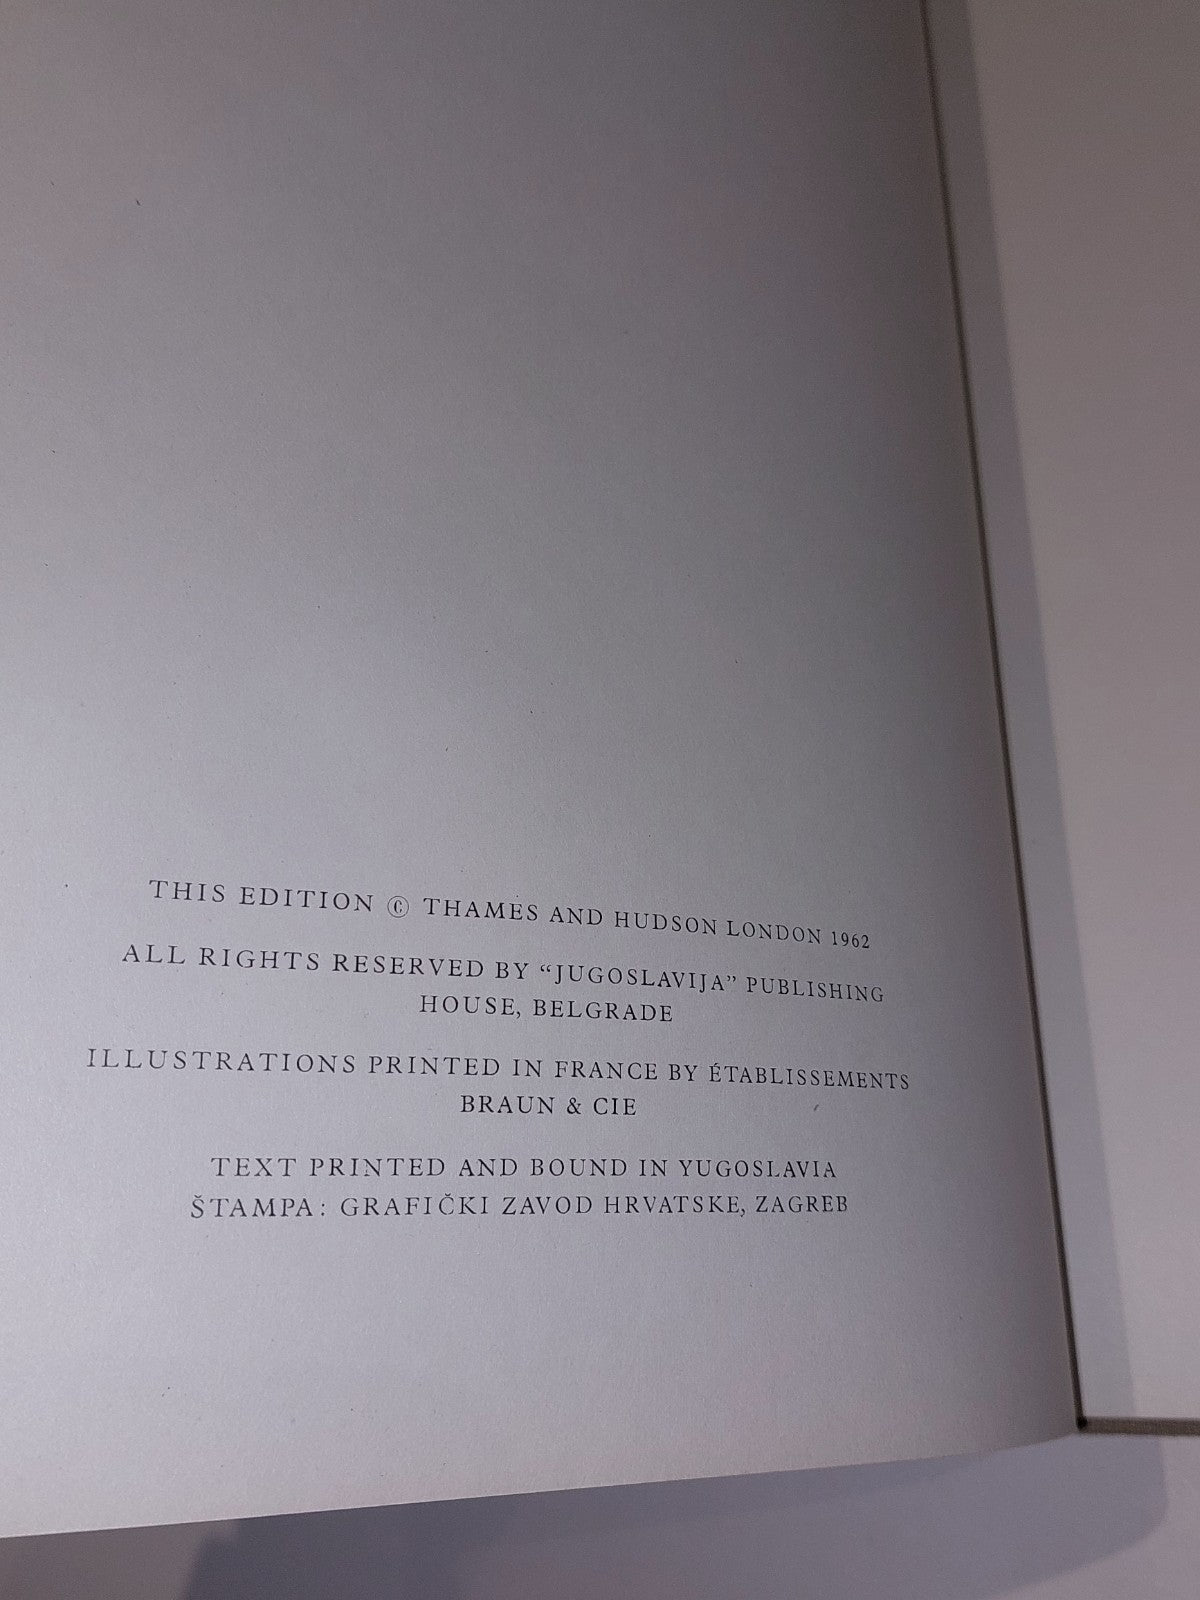 THIS EDITION © THAMES AND HUDSON LONDON 1962
ALL RIGHTS RESERVED BY “JUGOSLAVIJA” PUBLISHING
HOUSE, BELGRADE
ILLUSTRATIONS PRINTED IN FRANCE BY ÉTABLISSEMENTS
BRAUN & CIE
TEXT PRINTED AND BOUND IN YUGOSLAVIA
ŠTAMPA: GRAFIČKI ZAVOD HRVATSKE, ZAGREB